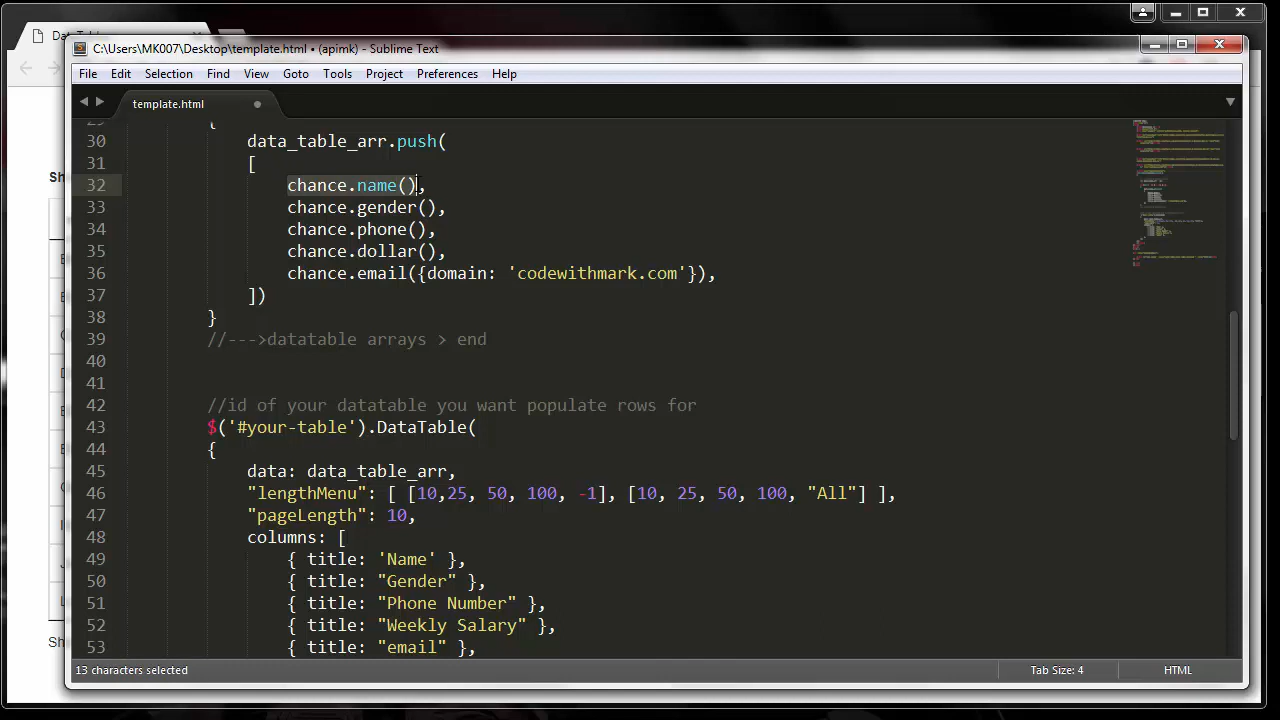 Da
C:\Users\MK007\Desktop\template.html • (apimk) - Sublime Text
File Edit Selection Find View Goto Tools Project Preferences Help
template.html
{
30 data_table_arr.push(
31 [
32 chance.name(),
33 chance.gender(),
34 chance.phone(),
35 chance.dollar(),
36 chance.email({domain: 'codewithmark.com'}),
37 ])
38 }
39 //--->datatable arrays > end
40
41
42 //id of your datatable you want populate rows for
43 $('#your-table').DataTable(
44 {
45 data: data_table_arr,
46 "lengthMenu": [ [10,25, 50, 100, -1], [10, 25, 50, 100, "All"] ],
47 "pageLength": 10,
48 columns: [
49 { title: 'Name' },
50 { title: "Gender" },
51 { title: "Phone Number" },
52 { title: "Weekly Salary" },
53 { title: "email" },
Sh
Sh
13 characters selected
Tab Size: 4
HTML